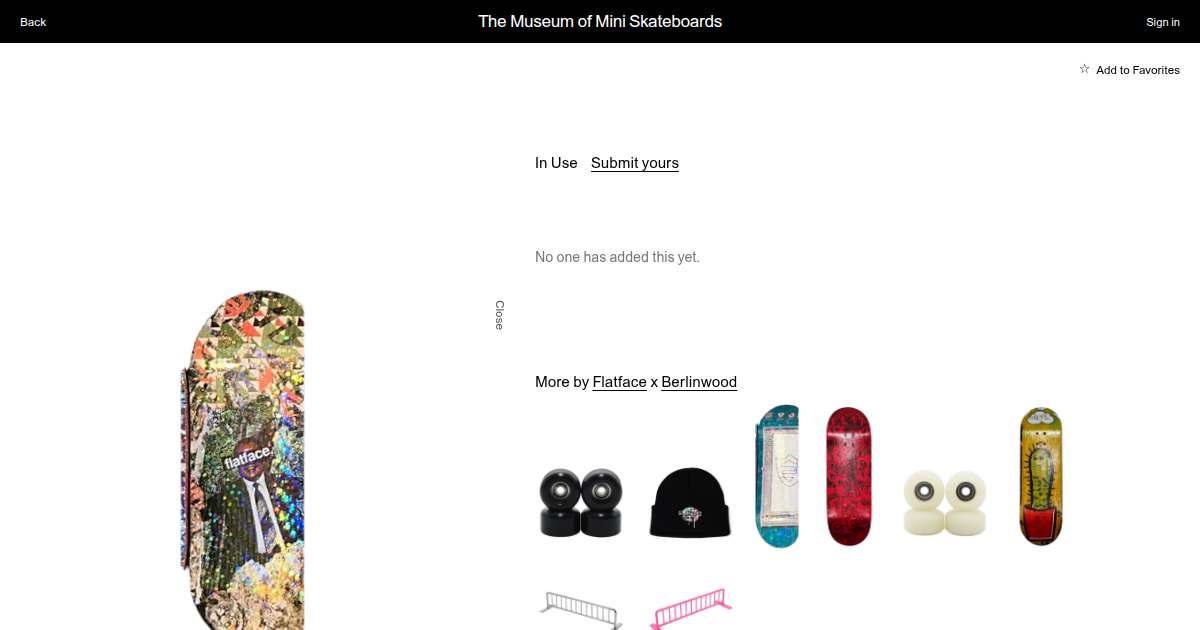 Back
The Museum of Mini Skateboards
Sign in
☆ Add to Favorites
In Use Submit yours
No one has added this yet.
Close
More by Flatface x Berlinwood
flatface.